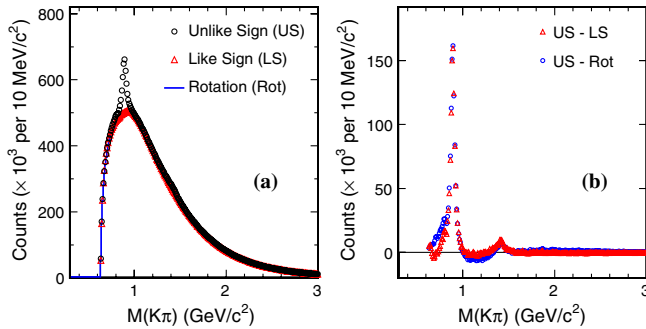 800
600
400
200
0
Counts (× 10³ per 10 MeV/c²)
Unlike Sign (US)
Like Sign (LS)
Rotation (Rot)
(a)
1
2
3
M(Kπ) (GeV/c²)
150
100
50
0
Counts (× 10³ per 10 MeV/c²)
US - LS
US - Rot
(b)
1
2
3
M(Kπ) (GeV/c²)